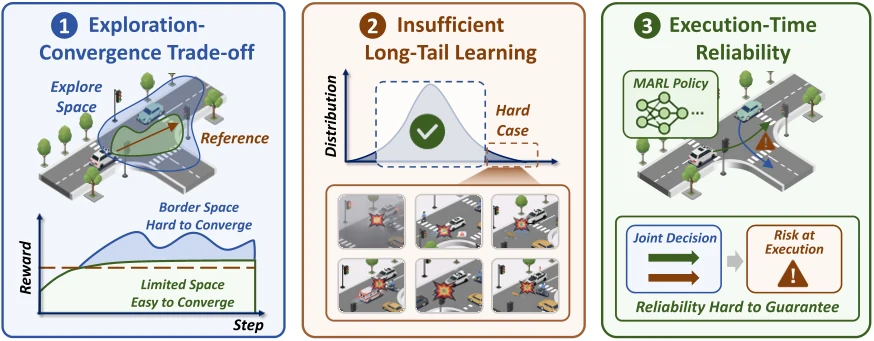 1 Exploration-
Convergence Trade-off
Explore
Space
Reference
Border Space
Hard to Converge
Reward
Limited Space
Easy to Converge
Step
2 Insufficient
Long-Tail Learning
Distribution
Hard
Case
3 Execution-Time
Reliability
MARL Policy
...
Joint Decision
Risk at
Execution
Reliability Hard to Guarantee